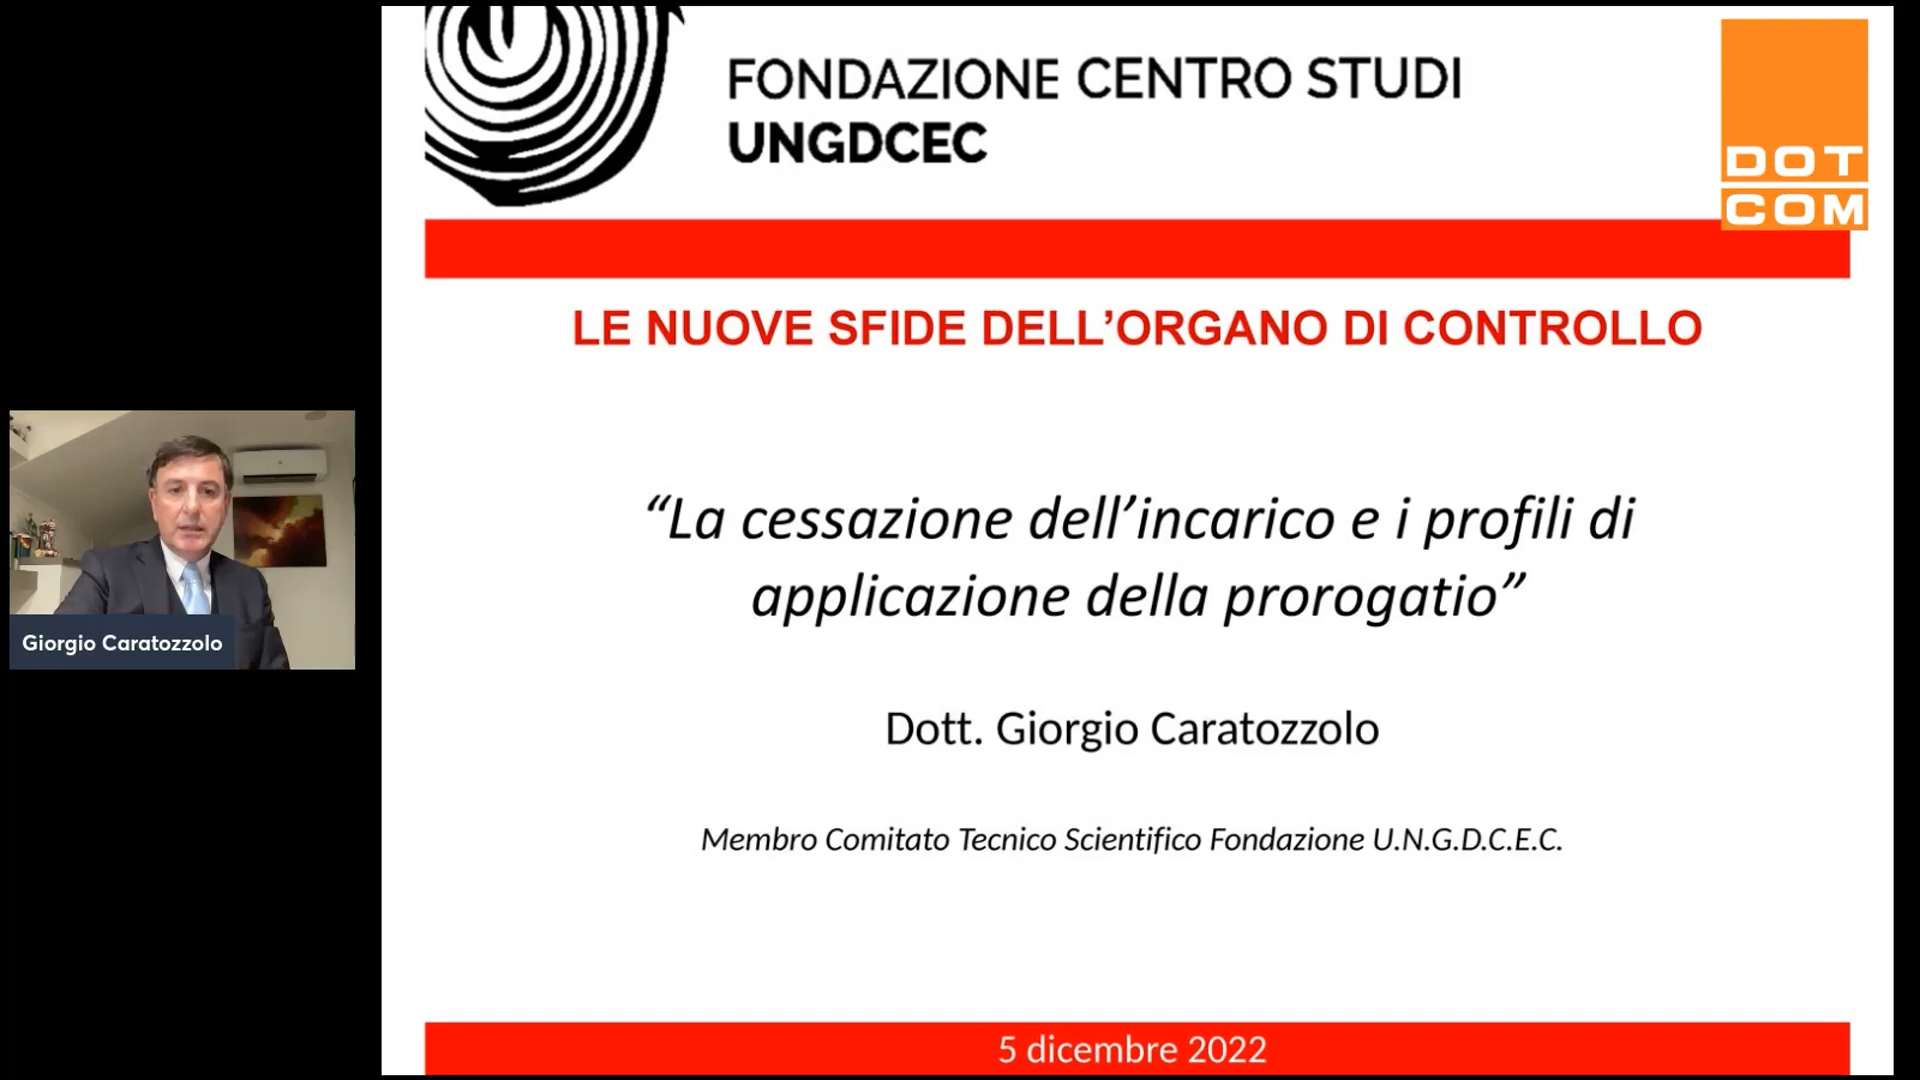 FONDAZIONE CENTRO STUDI
UNGDCEC
DOT
COM
LE NUOVE SFIDE DELL’ORGANO DI CONTROLLO
“La cessazione dell’incarico e i profili di
applicazione della prorogatio”
Giorgio Caratozzolo
Dott. Giorgio Caratozzolo
Membro Comitato Tecnico Scientifico Fondazione U.N.G.D.C.E.C.
5 dicembre 2022